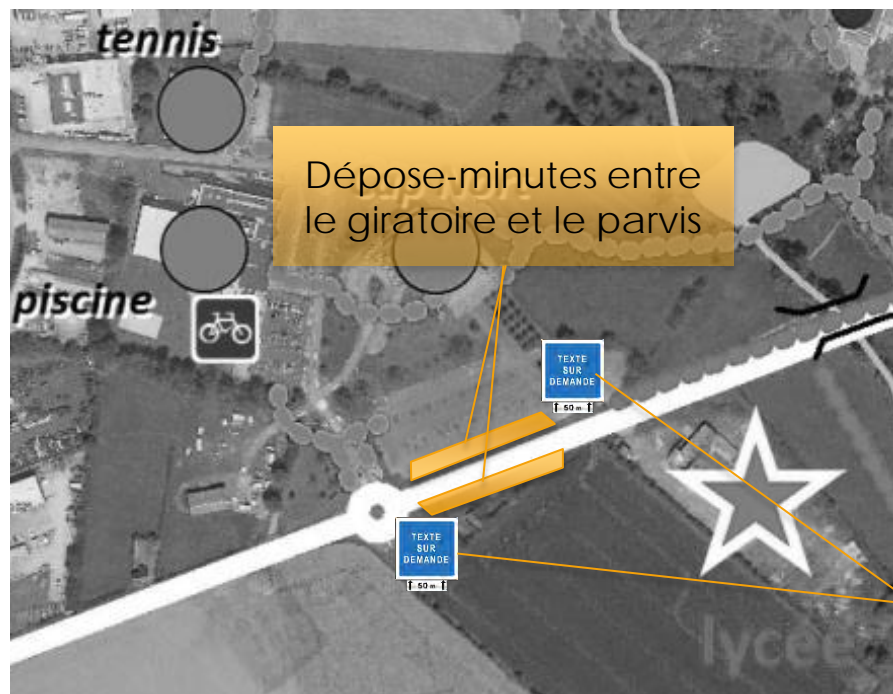 tennis
Dépose-minutes entre
le giratoire et le parvis
piscine
TEXTE
SUR
DEMANDE
50 m
TEXTE
SUR
DEMANDE
50 m
lycée